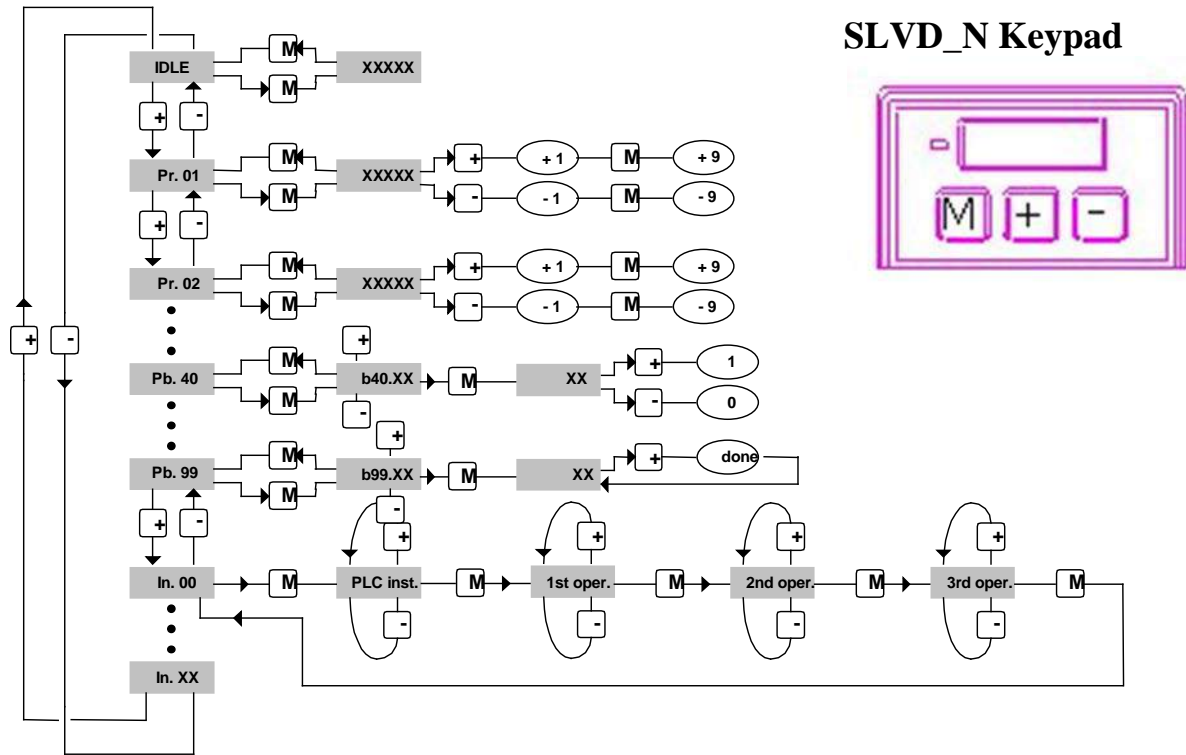 SLVD_N Keypad
M
IDLE M XXXXX
+ -
M + +1 M +9
Pr. 01 XXXXX
M - -1 M -9
+ -
M + +1 M +9
Pr. 02 XXXXX
M - -1 M -9
+ -
+
M + 1
Pb. 40 b40.XX M XX
M - 0
-
+
M + done
Pb. 99 b99.XX M XX
M
-
+ - + + + +
In. 00 M PLC inst. M 1st oper. M 2nd oper. M 3rd oper. M
- - - -
In. XX
-
M + -